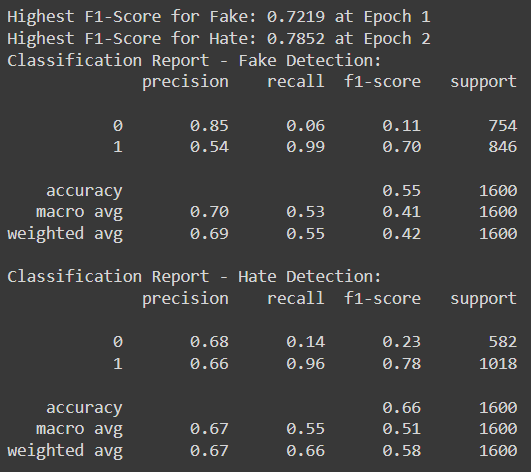 Highest F1-Score for Fake: 0.7219 at Epoch 1
Highest F1-Score for Hate: 0.7852 at Epoch 2
Classification Report - Fake Detection:
              precision    recall  f1-score   support

           0       0.85      0.06      0.11       754
           1       0.54      0.99      0.70       846

    accuracy                           0.55      1600
   macro avg       0.70      0.53      0.41      1600
weighted avg       0.69      0.55      0.42      1600

Classification Report - Hate Detection:
              precision    recall  f1-score   support

           0       0.68      0.14      0.23       582
           1       0.66      0.96      0.78      1018

    accuracy                           0.66      1600
   macro avg       0.67      0.55      0.51      1600
weighted avg       0.67      0.66      0.58      1600